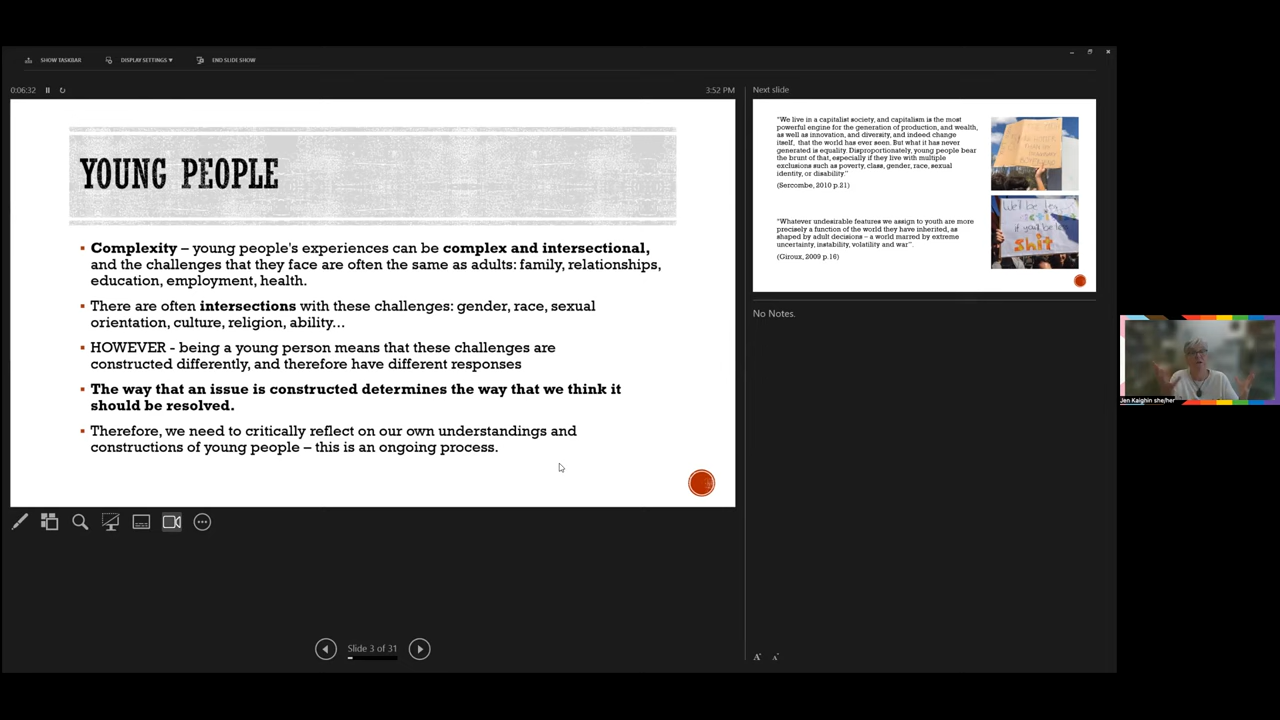 SHOW TASKBAR
DISPLAY SETTINGS ▾
END SLIDE SHOW
0:06:32
3:52 PM
YOUNG PEOPLE
▪ Complexity – young people's experiences can be complex and intersectional,
and the challenges that they face are often the same as adults: family, relationships,
education, employment, health.
▪ There are often intersections with these challenges: gender, race, sexual
orientation, culture, religion, ability...
▪ HOWEVER - being a young person means that these challenges are
constructed differently, and therefore have different responses
▪ The way that an issue is constructed determines the way that we think it
should be resolved.
▪ Therefore, we need to critically reflect on our own understandings and
constructions of young people – this is an ongoing process.
Slide 3 of 31
Next slide
"We live in a capitalist society, and capitalism is the most
powerful engine for the generation of production, and wealth,
as well as innovation, and diversity, and indeed change
itself, that the world has ever seen. But what it has never
generated is equality. Disproportionately, young people bear
the brunt of that, especially if they live with multiple
exclusions such as poverty, class, gender, race, sexual
identity, or disability."
(Sercombe, 2010 p.21)
"Whatever undesirable features we assign to youth are more
precisely a function of the world they have inherited, as
shaped by adult decisions – a world marred by extreme
uncertainty, instability, volatility and war".
(Giroux, 2009 p.16)
We'll be
if you'll be
shit
No Notes.
A˄
A˅
Jen Kaighin she/her